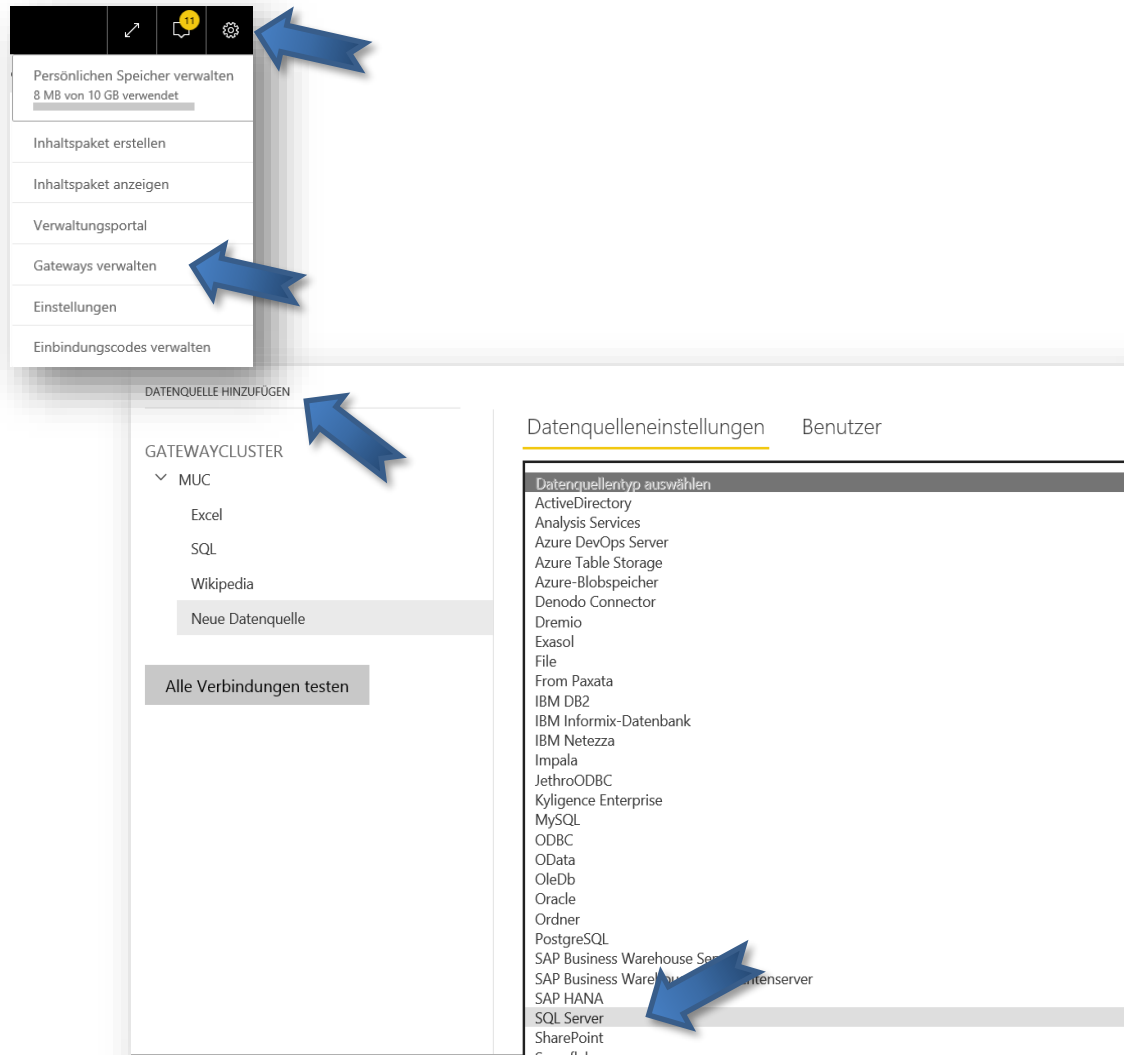 11
Persönlichen Speicher verwalten
8 MB von 10 GB verwendet
Inhaltspaket erstellen
Inhaltspaket anzeigen
Verwaltungsportal
Gateways verwalten
Einstellungen
Einbindungscodes verwalten
DATENQUELLE HINZUFÜGEN
GATEWAYCLUSTER
MUC
Excel
SQL
Wikipedia
Neue Datenquelle
Alle Verbindungen testen
Datenquelleneinstellungen Benutzer
Datenquellentyp auswählen
ActiveDirectory
Analysis Services
Azure DevOps Server
Azure Table Storage
Azure-Blobspeicher
Denodo Connector
Dremio
Exasol
File
From Paxata
IBM DB2
IBM Informix-Datenbank
IBM Netezza
Impala
JethroODBC
Kyligence Enterprise
MySQL
ODBC
OData
OleDb
Oracle
Ordner
PostgreSQL
SAP Business Warehouse
SAP Business
SAP HANA
SQL Server
SharePoint